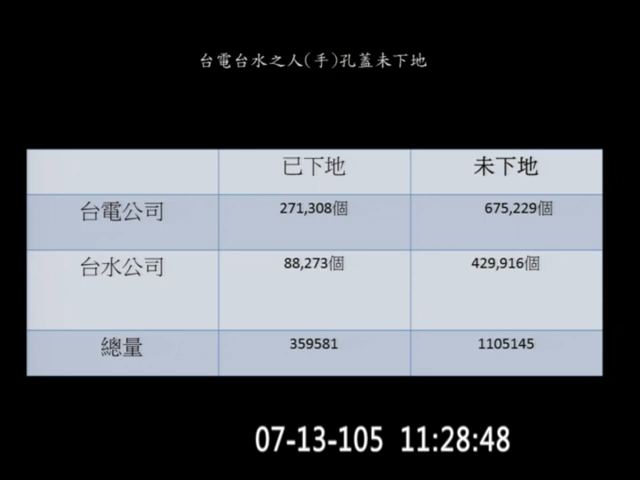 台電台水之人(手)孔蓋未下地
已下地 未下地
台電公司 271,308個 675,229個
台水公司 88,273個 429,916個
總量 359581 1105145
07-13-105 11:28:48